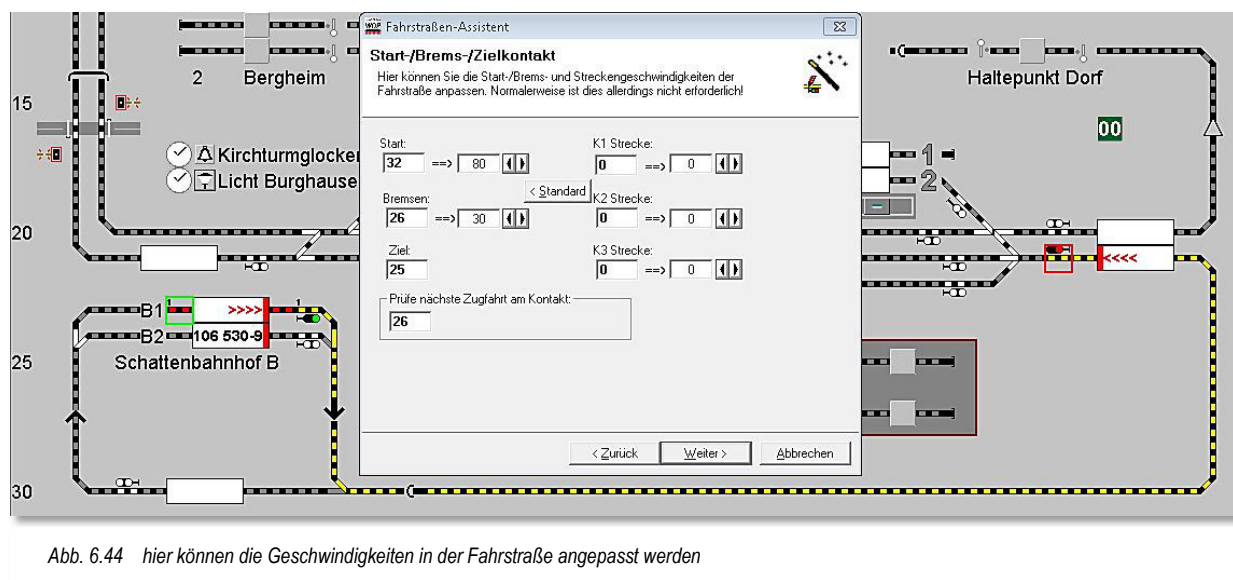 WDP Fahrstraßen-Assistent
Start-/Brems-/Zielkontakt
Hier können Sie die Start-/Brems- und Streckengeschwindigkeiten der
Fahrstraße anpassen. Normalerweise ist dies allerdings nicht erforderlich!
Start:
32 ==> 80
K1 Strecke:
0 ==> 0
< Standard
Bremsen:
26 ==> 30
K2 Strecke:
0 ==> 0
Ziel:
25
K3 Strecke:
0 ==> 0
Prüfe nächste Zugfahrt am Kontakt:
26
< Zurück
Weiter >
Abbrechen
2 Bergheim
Haltepunkt Dorf
15
00
Kirchturmglocke
Licht Burghause
1
2
20
<<<<
1
B1 >>>> 1
B2 106 530-9
25
Schattenbahnhof B
30
Abb. 6.44 hier können die Geschwindigkeiten in der Fahrstraße angepasst werden